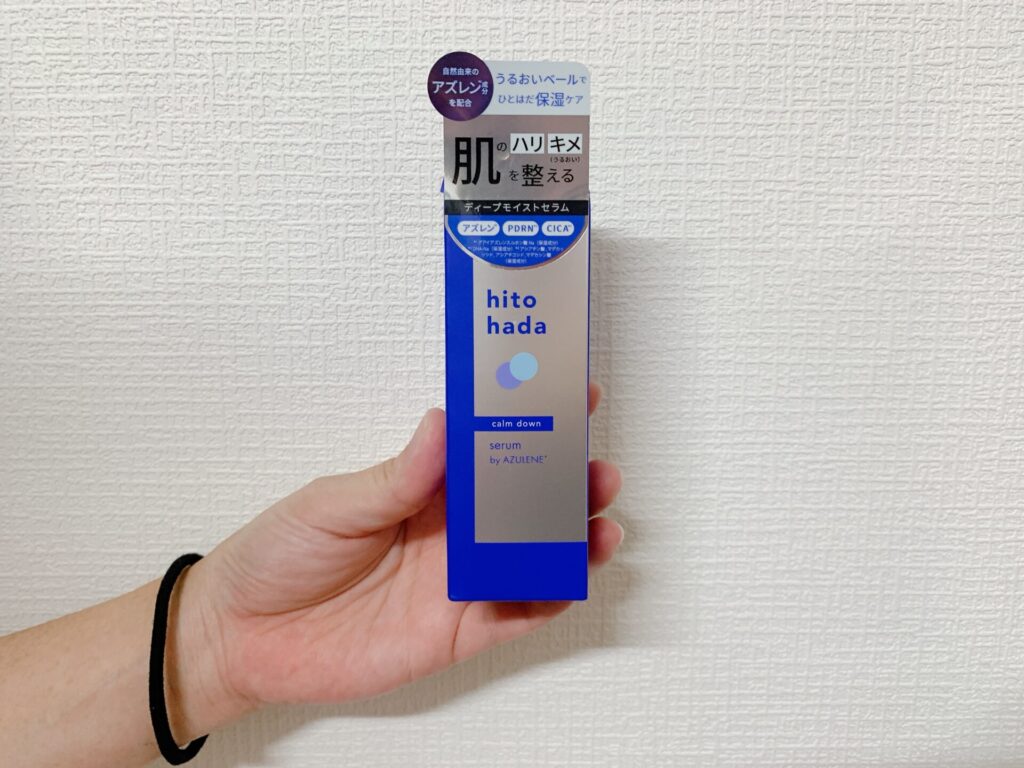 自然由来の
アズレン*成分
を配合
うるおいベールで
ひとはだ保湿ケア
肌のハリキメ
(うるおい)
を整える
ディープモイストセラム
アズレン PDRN CICA
hito
hada
calm down
serum
by AZULENE*